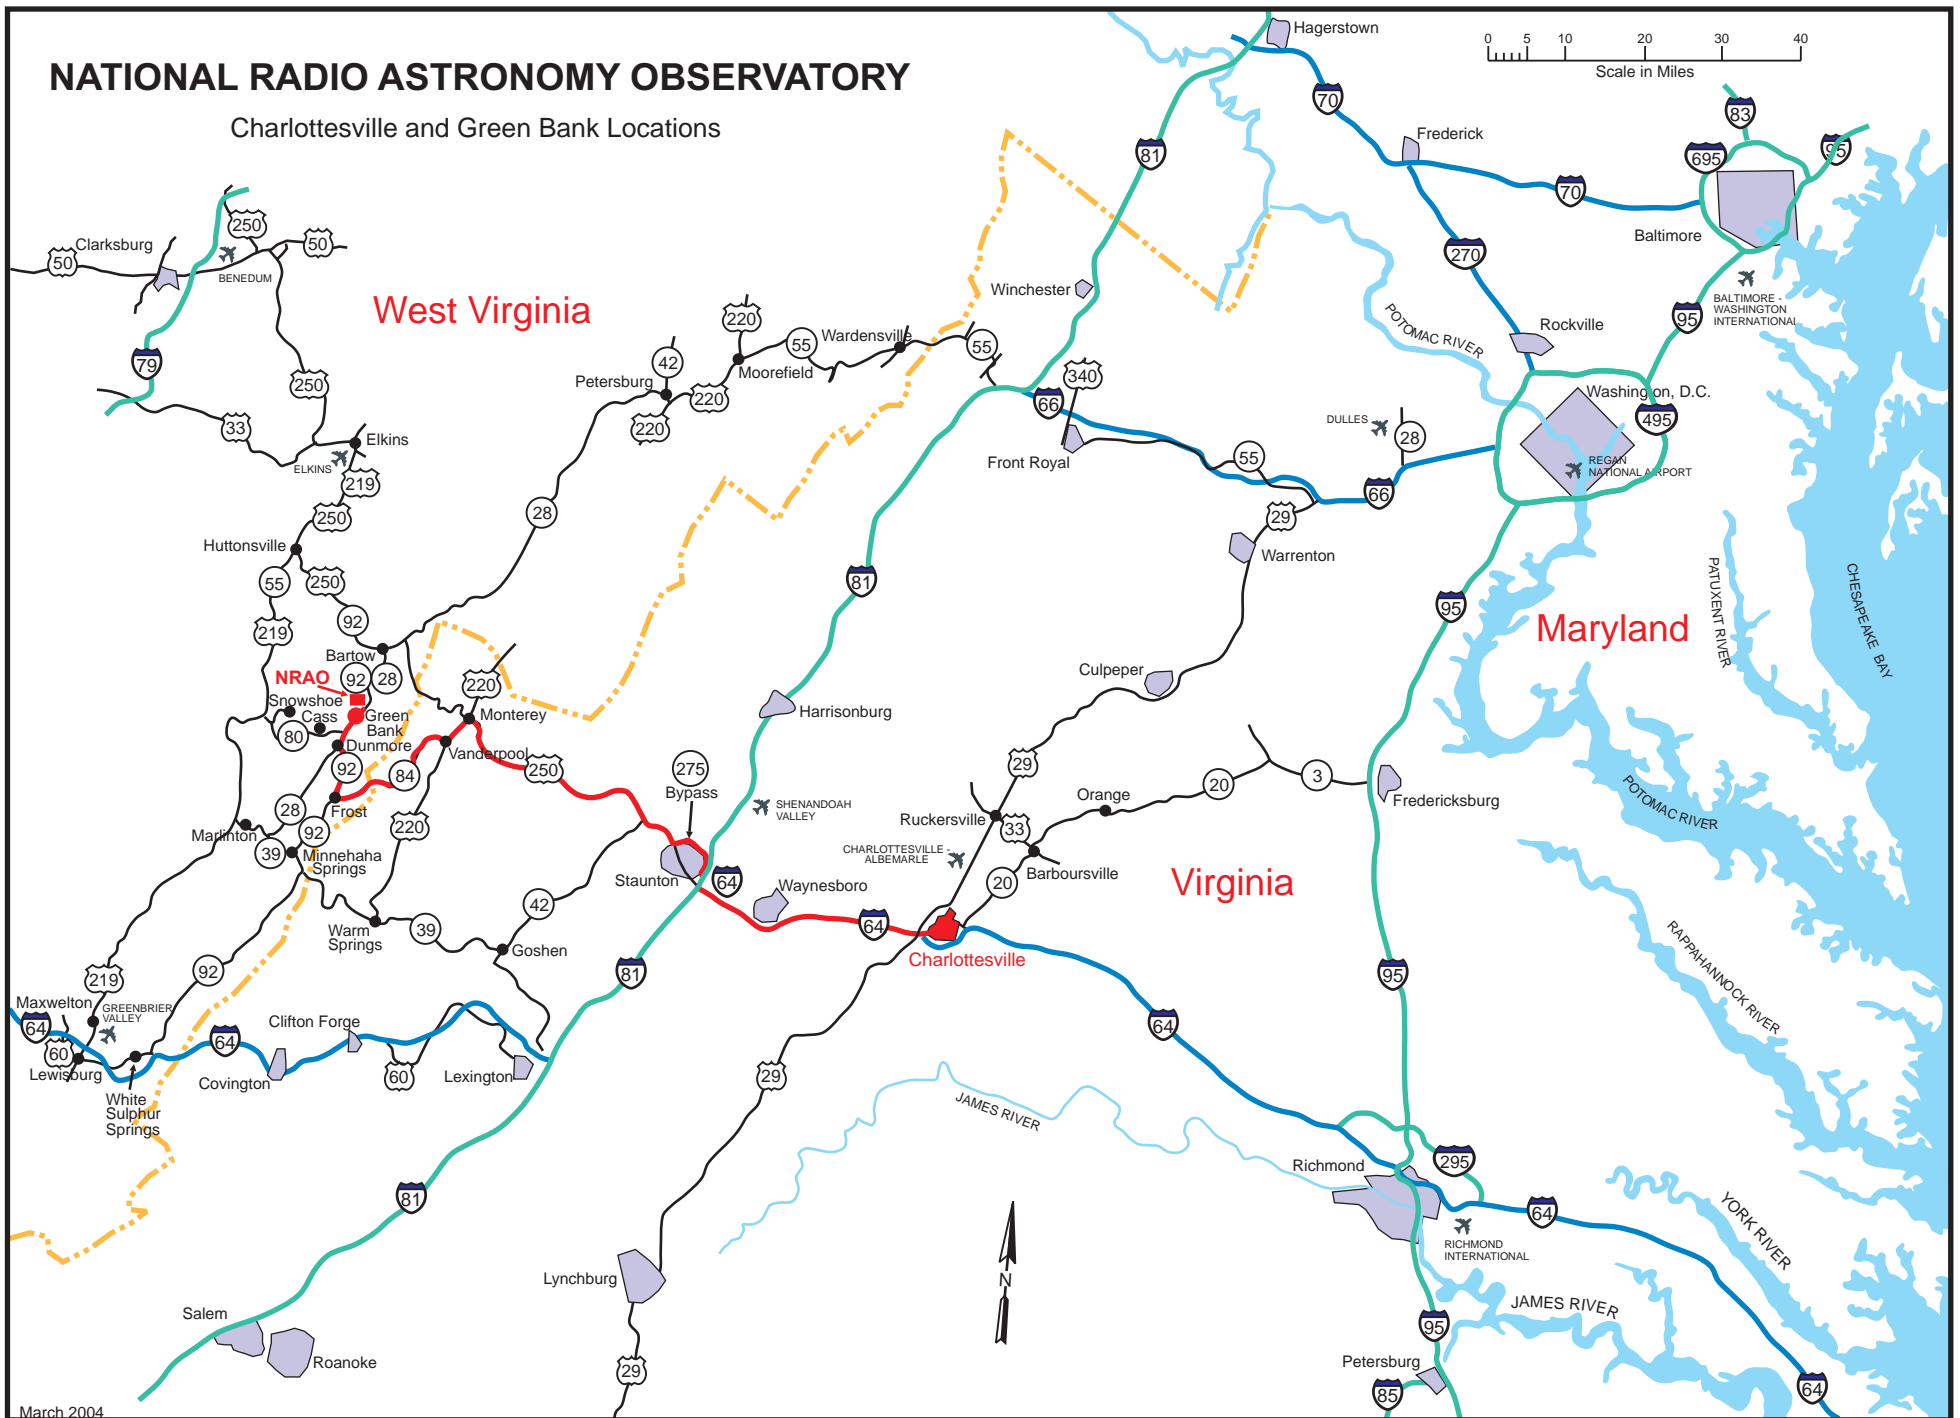 NATIONAL RADIO ASTRONOMY OBSERVATORY
Charlottesville and Green Bank Locations
0 5 10 20 30 40
Scale in Miles
Hagerstown
70
83
Frederick
81
695
95
70
Baltimore
270
250
50
Clarksburg
50
BENEDUM
West Virginia
Winchester
BALTIMORE -
WASHINGTON
INTERNATIONAL
95
POTOMAC RIVER
Rockville
220
55
Wardensville
55
79
42
Moorefield
340
Petersburg
220
220
250
66
Washington, D.C.
495
33
Elkins
ELKINS
DULLES
28
Front Royal
55
REGAN
NATIONAL AIRPORT
219
66
250
28
29
Huttonsville
Warrenton
55
250
81
CHESAPEAKE BAY
PATUXENT RIVER
95
92
219
Maryland
Bartow
92
28
NRAO
220
Culpeper
Snowshoe
Cass
Green
Bank
Monterey
Harrisonburg
80
Dunmore
Vanderpool
92
84
250
275
Bypass
29
20
3
SHENANDOAH
VALLEY
Orange
Fredericksburg
POTOMAC RIVER
28
Frost
92
220
Ruckersville
33
Marlinton
39
Minnehaha
Springs
CHARLOTTESVILLE -
ALBEMARLE
Barboursville
Staunton
64
Waynesboro
20
Virginia
42
Warm
Springs
39
64
Goshen
Charlottesville
RAPPAHANNOCK RIVER
92
219
81
95
Maxwelton
GREENBRIER
VALLEY
64
Clifton Forge
64
64
60
Lewisburg
Covington
60
Lexington
29
White
Sulphur
Springs
JAMES RIVER
Richmond
295
81
64
YORK RIVER
RICHMOND
INTERNATIONAL
N
Lynchburg
Salem
JAMES RIVER
95
Roanoke
29
Petersburg
85
64
March 2004